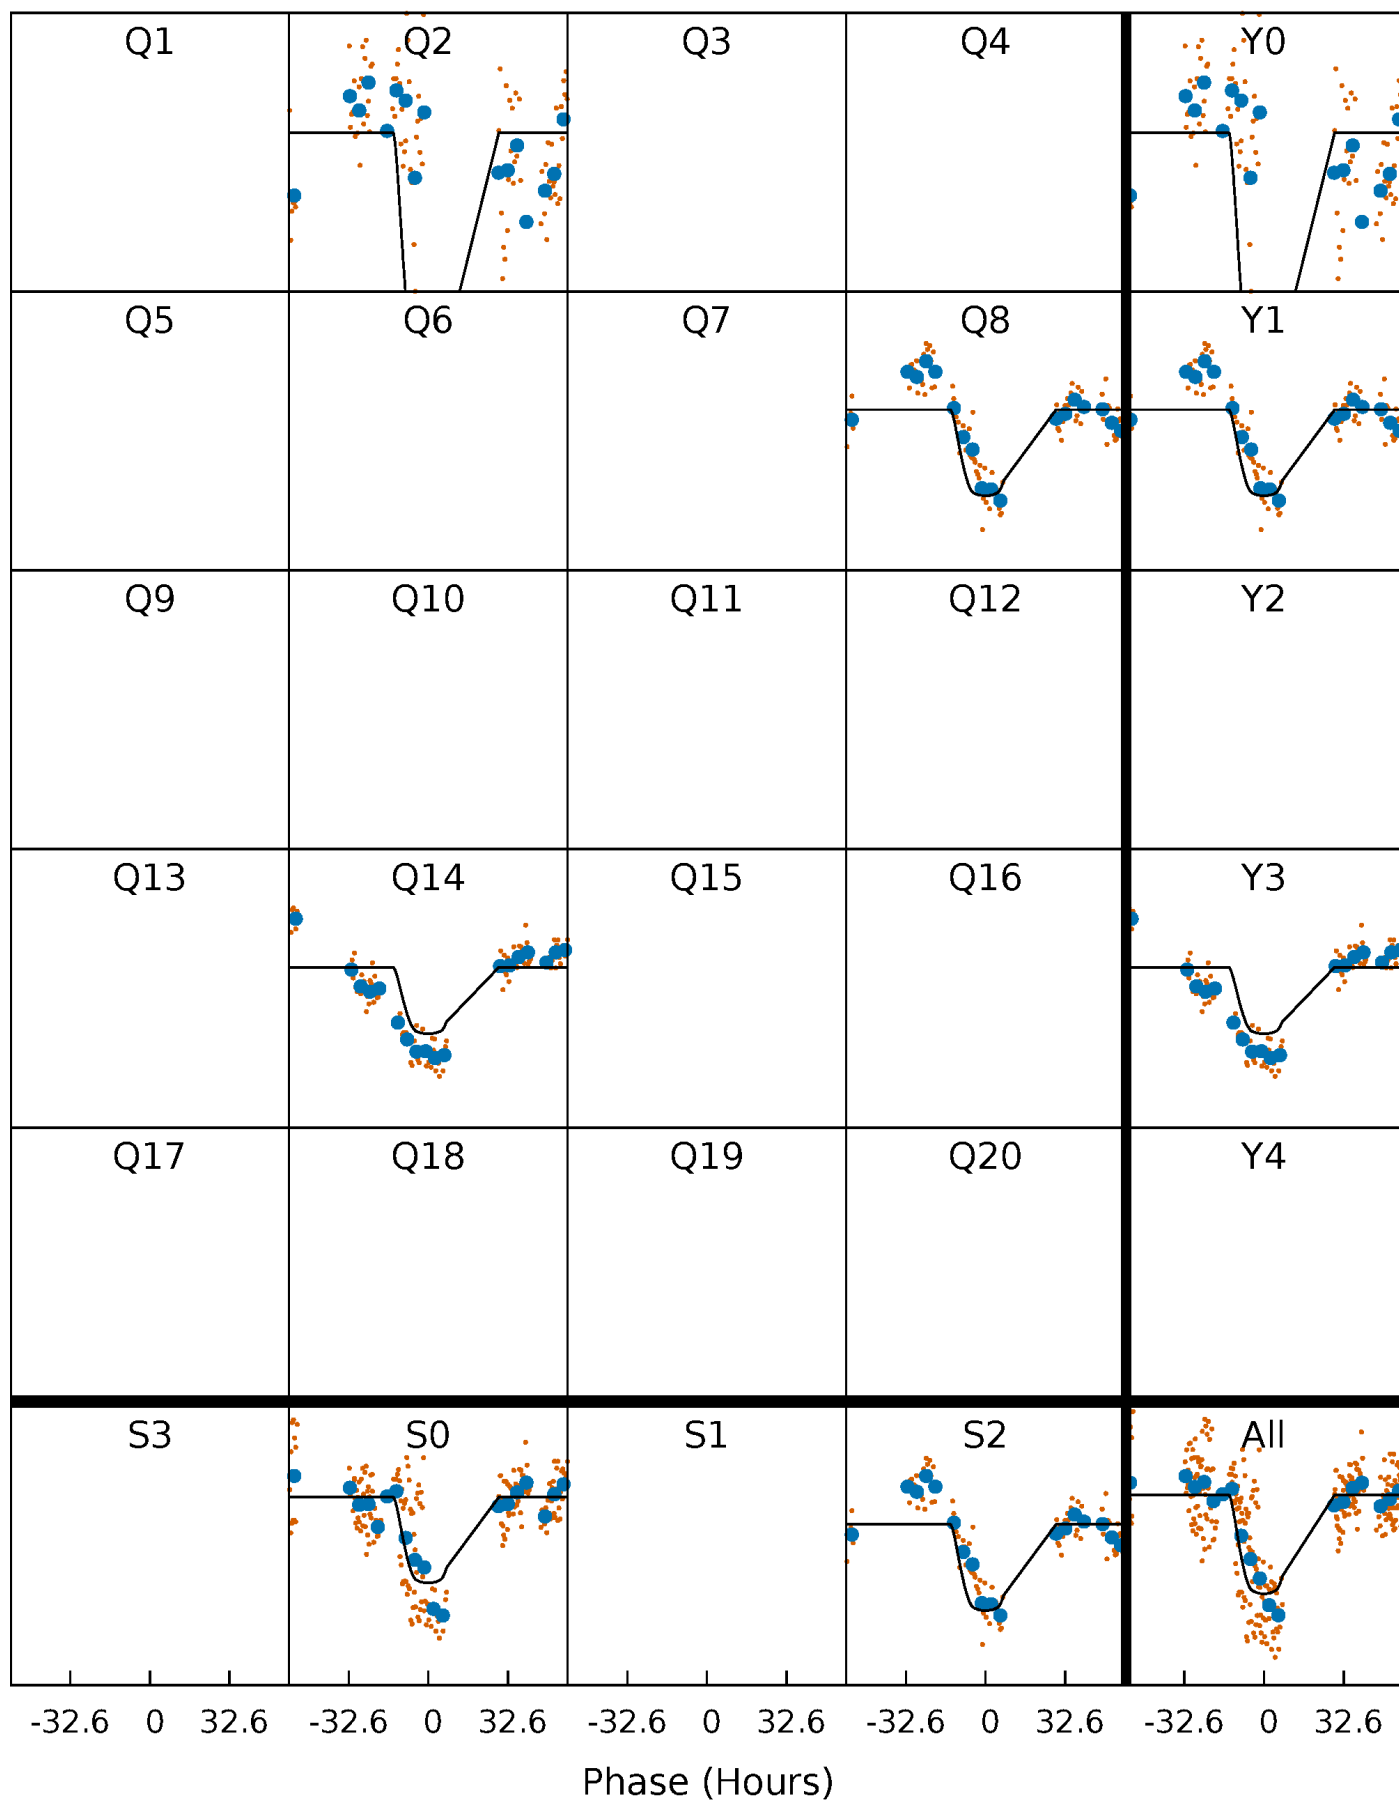 Q1 Q2 Q3 Q4 Y0
Q5 Q6 Q7 Q8 Y1
Q9 Q10 Q11 Q12 Y2
Q13 Q14 Q15 Q16 Y3
Q17 Q18 Q19 Q20 Y4
S3 S0 S1 S2 All
-32.6 0 32.6 -32.6 0 32.6 -32.6 0 32.6 -32.6 0 32.6 -32.6 0 32.6
Phase (Hours)